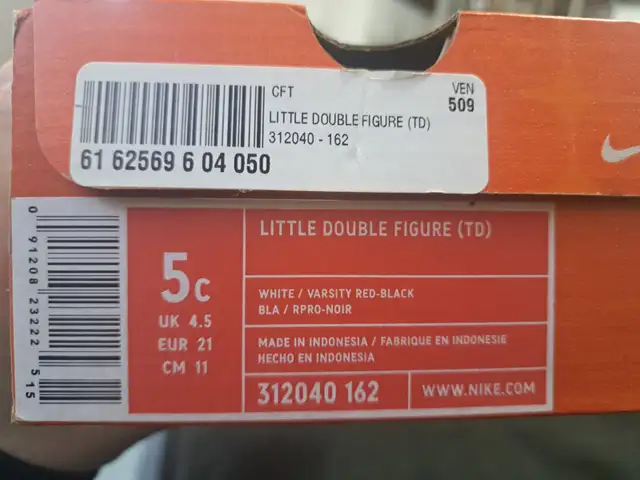 CFT
VEN
509
LITTLE DOUBLE FIGURE (TD)
312040 - 162
61 62569 6 04 050
0 91208 23222 515
5C
UK 4.5
EUR 21
CM 11
LITTLE DOUBLE FIGURE (TD)
WHITE / VARSITY RED-BLACK
BLA / RPRO-NOIR
MADE IN INDONESIA / FABRIQUE EN INDONESIE
HECHO EN INDONESIA
312040 162
WWW.NIKE.COM